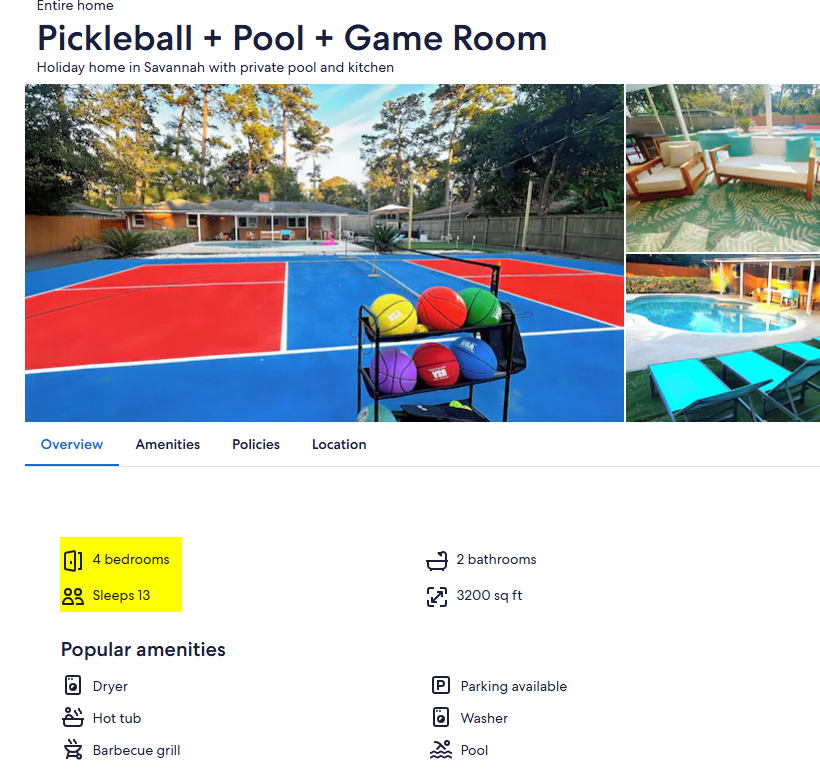 Entire home
Pickleball + Pool + Game Room
Holiday home in Savannah with private pool and kitchen
Overview
Amenities
Policies
Location
4 bedrooms
2 bathrooms
Sleeps 13
3200 sq ft
Popular amenities
Dryer
Parking available
Hot tub
Washer
Barbecue grill
Pool